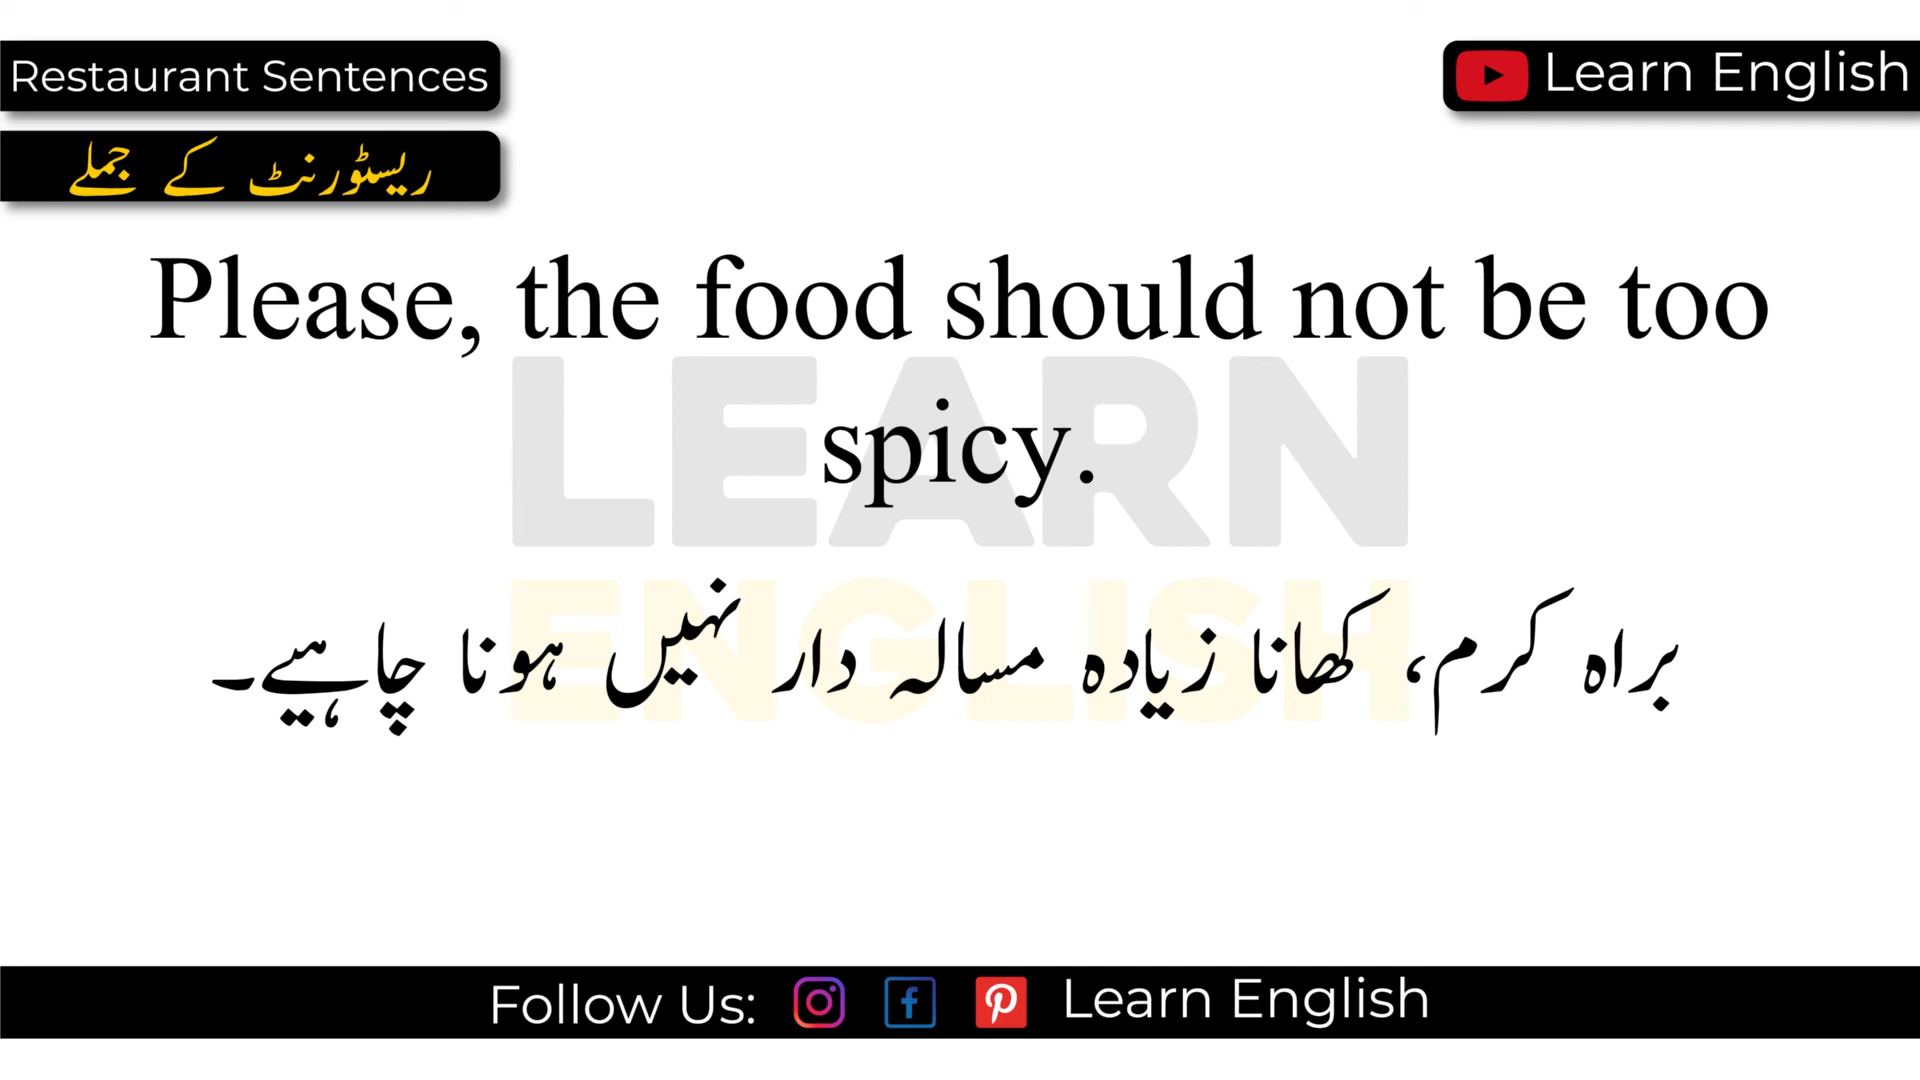 Restaurant Sentences
Learn English
ریسٹورنٹ کے جملے
Please, the food should not be too
spicy.
LEARN
ENGLISH
براہ کرم، کھانا زیادہ مسالہ دار نہیں ہونا چاہیے۔
Follow Us: Learn English